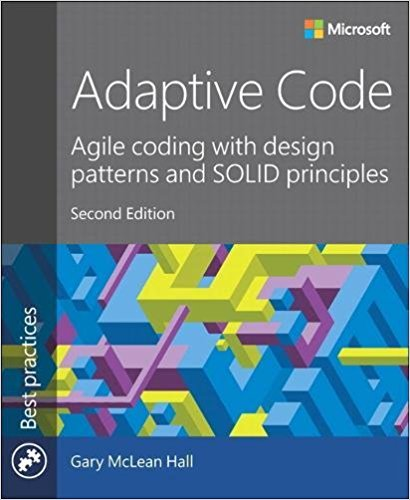 Microsoft
Adaptive Code
Agile coding with design
patterns and SOLID principles
Second Edition
Best practices
Gary McLean Hall